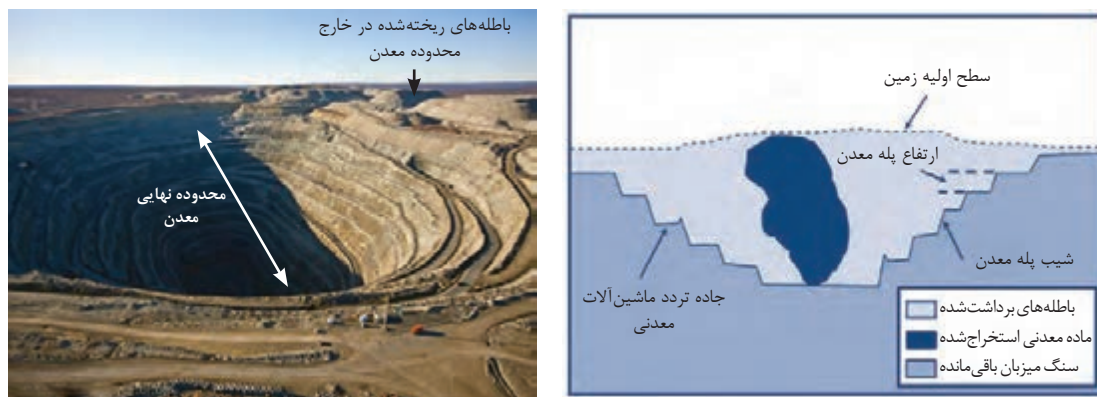 باطله‌های ریخته‌شده در خارج
محدوده معدن
محدوده نهایی
معدن
سطح اولیه زمین
ارتفاع پله معدن
شیب پله معدن
جاده تردد ماشین‌آلات
معدنی
باطله‌های برداشت‌شده
ماده معدنی استخراج‌شده
سنگ میزبان باقی‌مانده